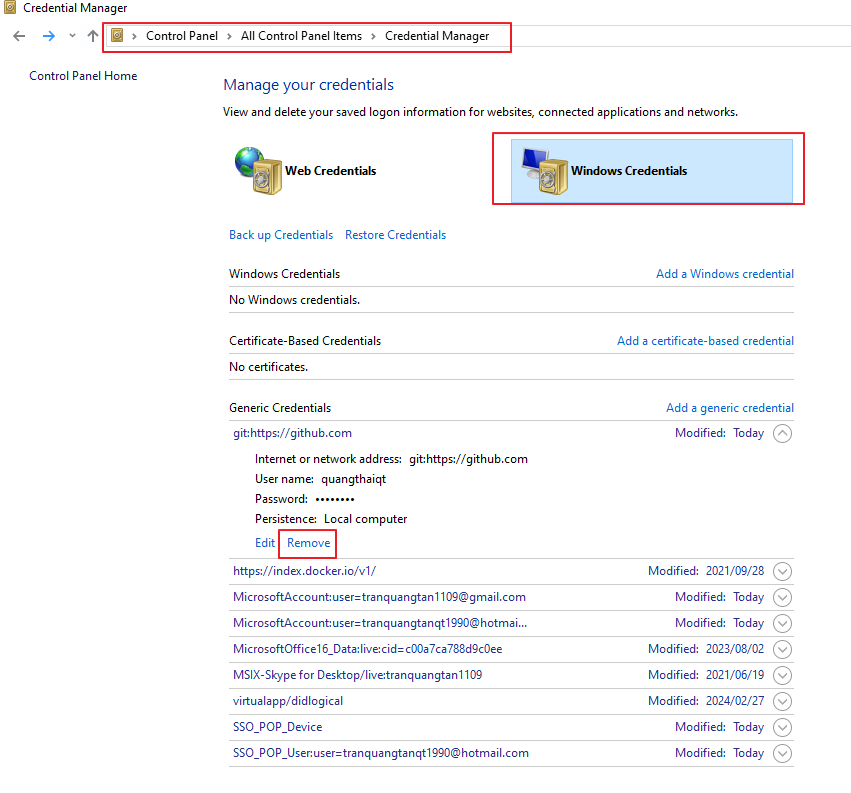 Credential Manager
Control Panel > All Control Panel Items > Credential Manager
Control Panel Home
Manage your credentials
View and delete your saved logon information for websites, connected applications and networks.
Web Credentials Windows Credentials
Back up Credentials Restore Credentials
Windows Credentials Add a Windows credential
No Windows credentials.
Certificate-Based Credentials Add a certificate-based credential
No certificates.
Generic Credentials Add a generic credential
git:https://github.com Modified: Today
Internet or network address: git:https://github.com
User name: quangthaiqt
Password: ••••••••
Persistence: Local computer
Edit Remove
https://index.docker.io/v1/ Modified: 2021/09/28
MicrosoftAccount:user=tranquangtan1109@gmail.com Modified: Today
MicrosoftAccount:user=tranquangtanqt1990@hotmai... Modified: Today
MicrosoftOffice16_Data:live:cid=c00a7ca788d9c0ee Modified: 2023/08/02
MSIX-Skype for Desktop/live:tranquangtan1109 Modified: 2021/06/19
virtualapp/didlogical Modified: 2024/02/27
SSO_POP_Device Modified: Today
SSO_POP_User:user=tranquangtanqt1990@hotmail.com Modified: Today